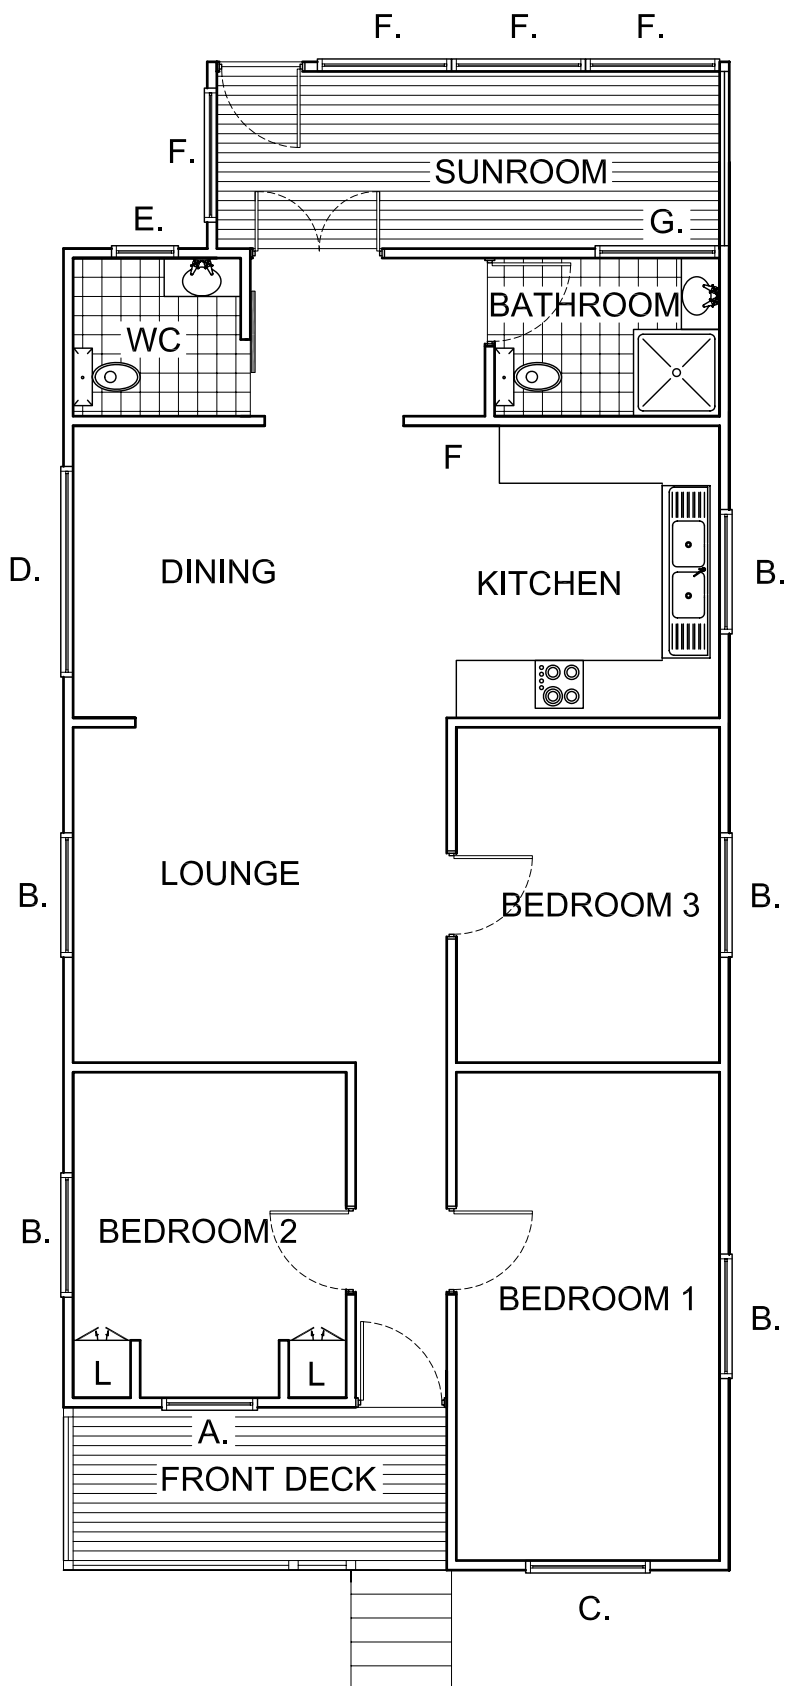 F. F. F.
F.
SUNROOM
E.
G.
BATHROOM
WC
F
D.
DINING
KITCHEN
B.
LOUNGE
B.
BEDROOM 3
B.
BEDROOM 2
B.
BEDROOM 1
B.
L
L
A.
FRONT DECK
C.